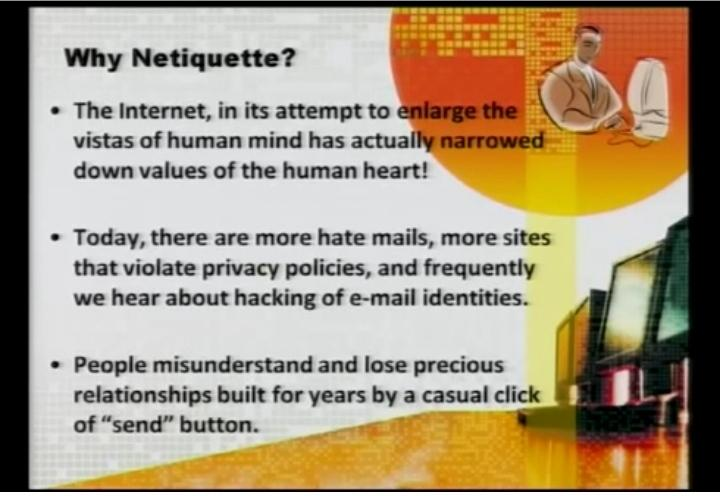 Why Netiquette?
• The Internet, in its attempt to enlarge the
vistas of human mind has actually narrowed
down values of the human heart!
• Today, there are more hate mails, more sites
that violate privacy policies, and frequently
we hear about hacking of e-mail identities.
• People misunderstand and lose precious
relationships built for years by a casual click
of “send” button.